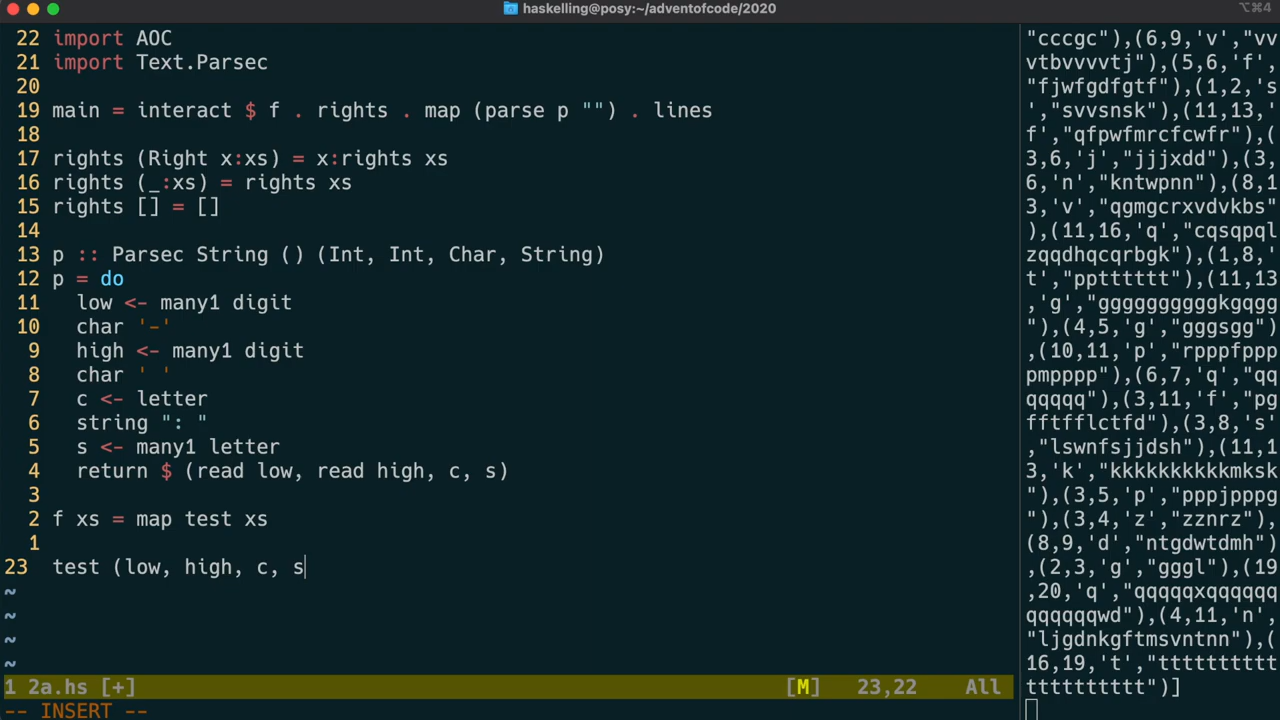 haskelling@posy:~/adventofcode/2020
⌥⌘4
22 import AOC
21 import Text.Parsec
20
19 main = interact $ f . rights . map (parse p "") . lines
18
17 rights (Right x:xs) = x:rights xs
16 rights (_:xs) = rights xs
15 rights [] = []
14
13 p :: Parsec String () (Int, Int, Char, String)
12 p = do
11   low <- many1 digit
10   char '-'
9   high <- many1 digit
8   char ' '
7   c <- letter
6   string ": "
5   s <- many1 letter
4   return $ (read low, read high, c, s)
3
2 f xs = map test xs
1
23 test (low, high, c, s
~
~
~
~
1 2a.hs [+] [M] 23,22 All
-- INSERT --
"cccgc"),(6,9,'v',"vv
vtbvvvvtj"),(5,6,'f',
"fjwfgdfgtf"),(1,2,'s'
,"svvsnsk"),(11,13,'
f',"qfpwfmrcfcwfr"),(
3,6,'j',"jjjxdd"),(3,
6,'n',"kntwpnn"),(8,1
3,'v',"qgmgcrxvdvkbs"
),(11,16,'q',"cqsqpql
zqqdhqcqrbgk"),(1,8,'
t',"pptttttt"),(11,13
,'g',"ggggggggggkgqgg
"),(4,5,'g',"gggsgg")
,(10,11,'p',"rpppfppp
pmpppp"),(6,7,'q',"qq
qqqqq"),(3,11,'f',"pg
fftfflctfd"),(3,8,'s'
,"lswnfsjjdsh"),(11,1
3,'k',"kkkkkkkkkmksk
"),(3,5,'p',"pppjpppg
"),(3,4,'z',"zznrz"),
(8,9,'d',"ntgdwtdmh")
,(2,3,'g',"gggl"),(19
,20,'q',"qqqqqxqqqqqq
qqqqqqwd"),(4,11,'n',
"ljgdnkgftmsvntnn"),(
16,19,'t',"tttttttttt
tttttttttt")]